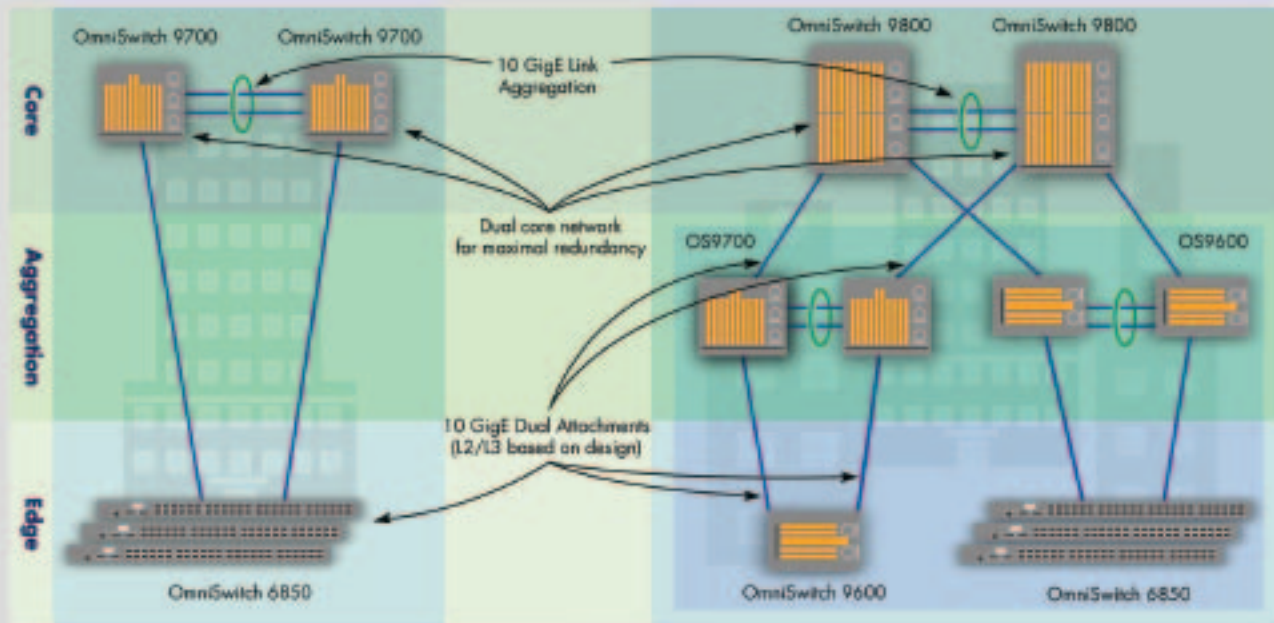 OmniSwitch 9700
OmniSwitch 9700
OmniSwitch 9800
OmniSwitch 9800
10 GigE Link
Aggregation
Core
Dual core network
for maximal redundancy
OS9700
OS9600
Aggregation
10 GigE Dual Attachments
(L2/L3 based on design)
Edge
OmniSwitch 6850
OmniSwitch 9600
OmniSwitch 6850